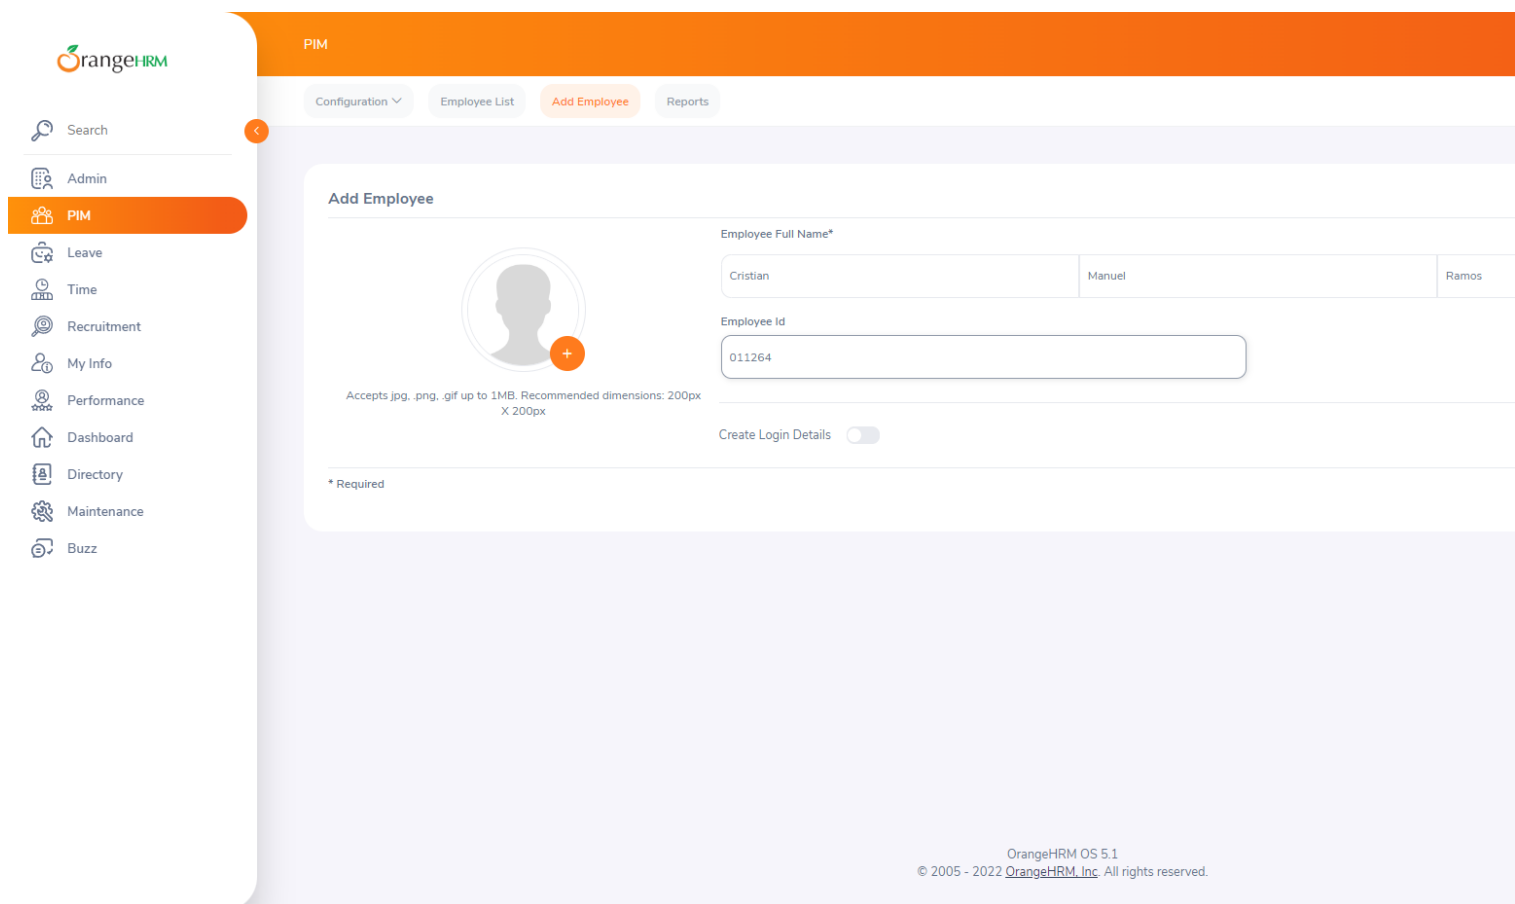 OrangeHRM
PIM
Configuration
Employee List
Add Employee
Reports
Search
Admin
PIM
Leave
Time
Recruitment
My Info
Performance
Dashboard
Directory
Maintenance
Buzz
Add Employee
Accepts jpg, .png, .gif up to 1MB. Recommended dimensions: 200px
X 200px
Employee Full Name*
Cristian
Manuel
Ramos
Employee Id
011264
Create Login Details
* Required
OrangeHRM OS 5.1
© 2005 - 2022 OrangeHRM, Inc. All rights reserved.